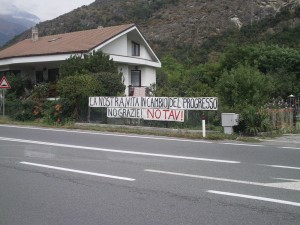 LA NOSTRA VITA IN CAMBIO DEL PROGRESSO
NO GRAZIE! NO TAV!